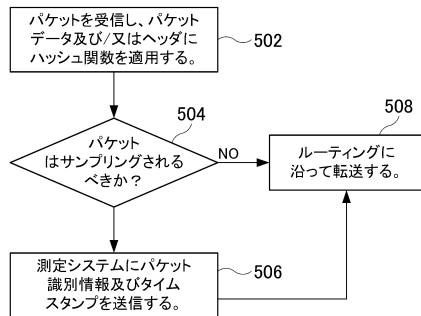 パケットを受信し、パケット
データ及び/又はヘッダに
ハッシュ関数を適用する。
502
504
パケット
はサンプリングされる
べきか？
NO
508
ルーティングに
沿って転送する。
測定システムにパケット
識別情報及びタイム
スタンプを送信する。
506